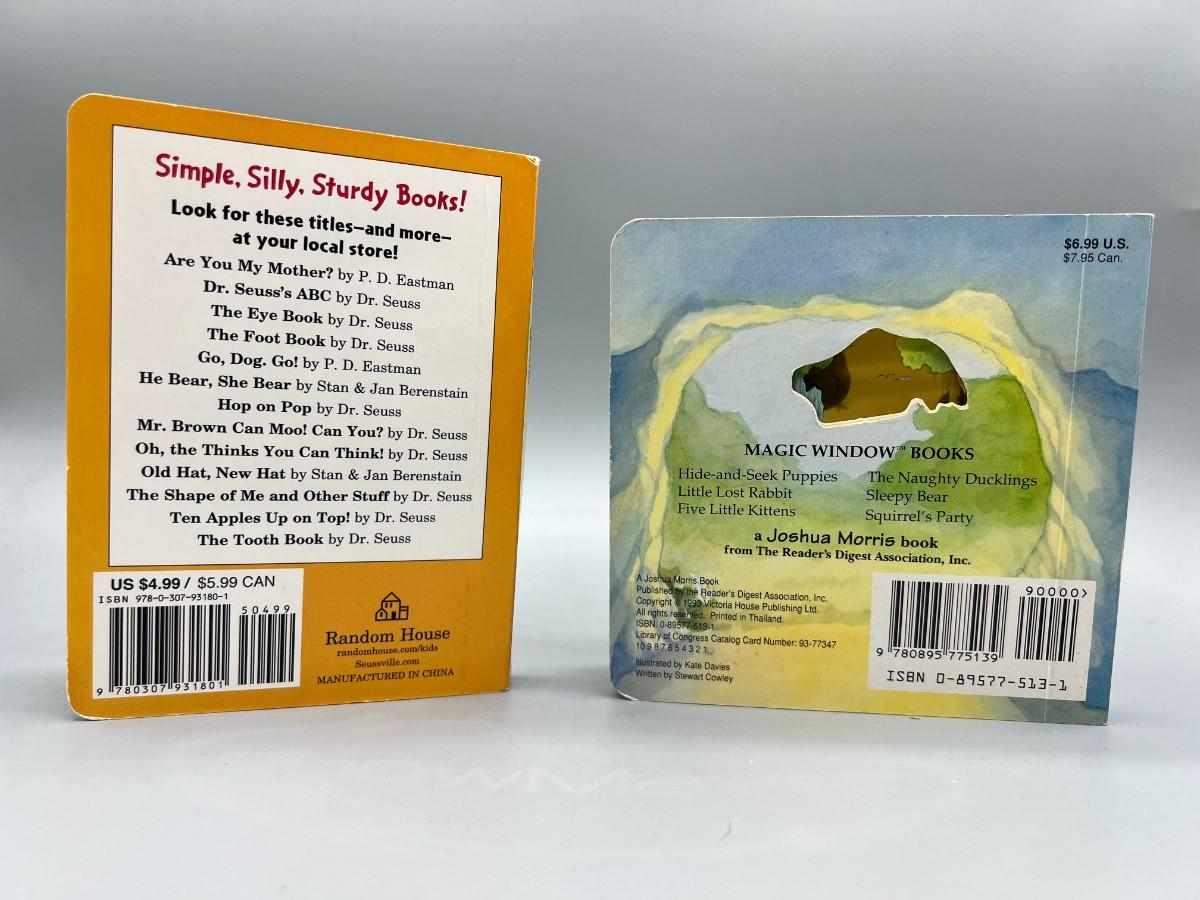 Simple, Silly, Sturdy Books!
Look for these titles—and more—
at your local store!
Are You My Mother? by P. D. Eastman
Dr. Seuss's ABC by Dr. Seuss
The Eye Book by Dr. Seuss
The Foot Book by Dr. Seuss
Go, Dog. Go! by P. D. Eastman
He Bear, She Bear by Stan & Jan Berenstain
Hop on Pop by Dr. Seuss
Mr. Brown Can Moo! Can You? by Dr. Seuss
Oh, the Thinks You Can Think! by Dr. Seuss
Old Hat, New Hat by Stan & Jan Berenstain
The Shape of Me and Other Stuff by Dr. Seuss
Ten Apples Up on Top! by Dr. Seuss
The Tooth Book by Dr. Seuss
US $4.99 / $5.99 CAN
ISBN 978-0-307-93180-1
50499
9 780307 931801
Random House
randomhouse.com/kids
Seussville.com
MANUFACTURED IN CHINA
$6.99 U.S.
$7.95 Can.
MAGIC WINDOW™ BOOKS
Hide-and-Seek Puppies
Little Lost Rabbit
Five Little Kittens
The Naughty Ducklings
Sleepy Bear
Squirrel's Party
a Joshua Morris book
from The Reader's Digest Association, Inc.
A Joshua Morris Book
Published by the Reader's Digest Association, Inc.
Copyright © 1993 Victoria House Publishing Ltd.
All rights reserved. Printed in Thailand.
ISBN: 0-89577-513-1
Library of Congress Catalog Card Number: 93-77347
10 9 8 7 6 5 4 3 2 1
Illustrated by Kate Davies
Written by Stewart Cowley
90000>
9 780895 775139
ISBN 0-89577-513-1